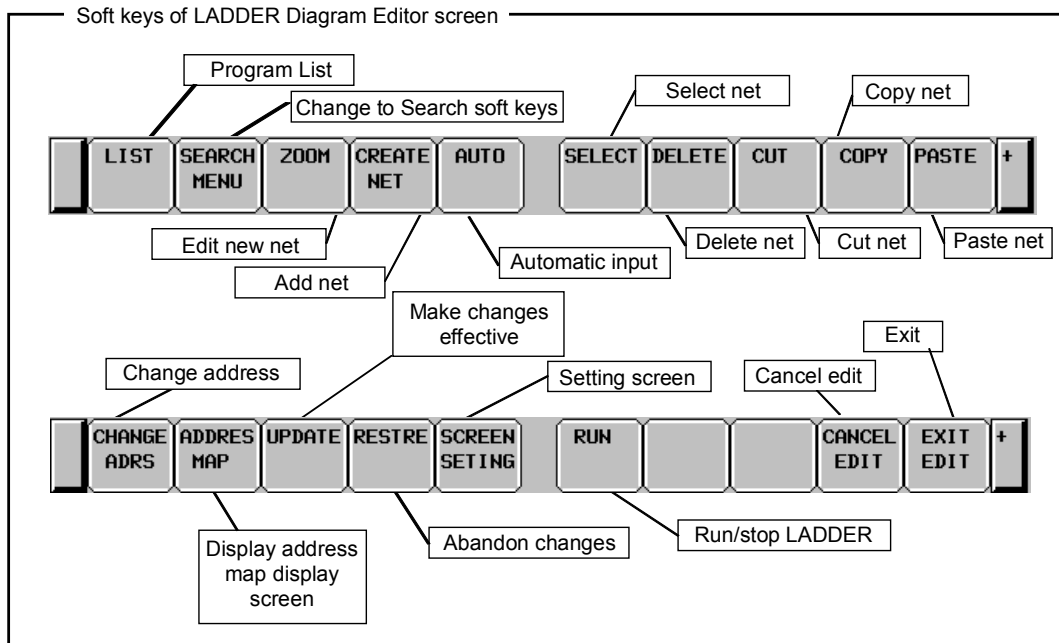 Soft keys of LADDER Diagram Editor screen
Program List
Change to Search soft keys
Select net
Copy net
LIST
SEARCH
MENU
ZOOM
CREATE
NET
AUTO
SELECT
DELETE
CUT
COPY
PASTE
+
Edit new net
Add net
Automatic input
Delete net
Cut net
Paste net
Make changes
effective
Change address
Setting screen
Cancel edit
Exit
CHANGE
ADRS
ADDRES
MAP
UPDATE
RESTRE
SCREEN
SETING
RUN
CANCEL
EDIT
EXIT
EDIT
+
Display address
map display
screen
Abandon changes
Run/stop LADDER